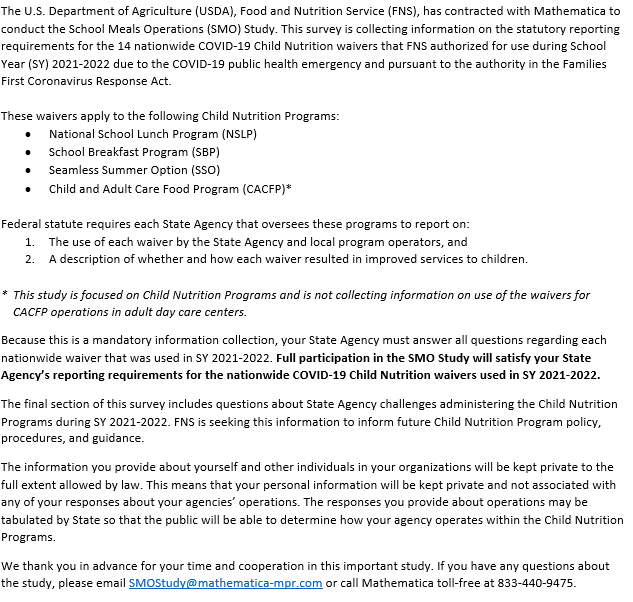 The U.S. Department of Agriculture (USDA), Food and Nutrition Service (FNS), has contracted with Mathematica to
conduct the School Meals Operations (SMO) Study. This survey is collecting information on the statutory reporting
requirements for the 14 nationwide COVID-19 Child Nutrition waivers that FNS authorized for use during School
Year (SY) 2021-2022 due to the COVID-19 public health emergency and pursuant to the authority in the Families
First Coronavirus Response Act.
These waivers apply to the following Child Nutrition Programs:
• National School Lunch Program (NSLP)
• School Breakfast Program (SBP)
• Seamless Summer Option (SSO)
• Child and Adult Care Food Program (CACFP)*
Federal statute requires each State Agency that oversees these programs to report on:
1. The use of each waiver by the State Agency and local program operators, and
2. A description of whether and how each waiver resulted in improved services to children.
* This study is focused on Child Nutrition Programs and is not collecting information on use of the waivers for
CACFP operations in adult day care centers.
Because this is a mandatory information collection, your State Agency must answer all questions regarding each
nationwide waiver that was used in SY 2021-2022. Full participation in the SMO Study will satisfy your State
Agency's reporting requirements for the nationwide COVID-19 Child Nutrition waivers used in SY 2021-2022.
The final section of this survey includes questions about State Agency challenges administering the Child Nutrition
Programs during SY 2021-2022. FNS is seeking this information to inform future Child Nutrition Program policy,
procedures, and guidance.
The information you provide about yourself and other individuals in your organizations will be kept private to the
full extent allowed by law. This means that your personal information will be kept private and not associated with
any of your responses about your agencies' operations. The responses you provide about operations may be
tabulated by State so that the public will be able to determine how your agency operates within the Child Nutrition
Programs.
We thank you in advance for your time and cooperation in this important study. If you have any questions about
the study, please email SMOStudy@mathematica-mpr.com or call Mathematica toll-free at 833-440-9475.